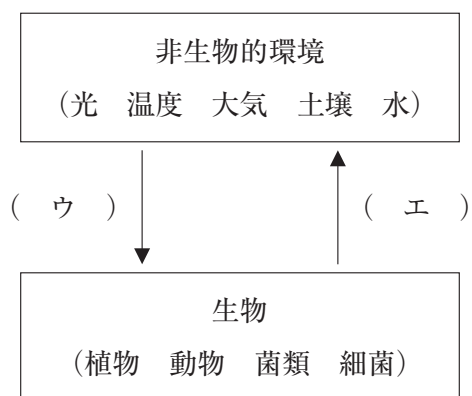 非生物的環境
(光 温度 大気 土壌 水)
( ウ ) ( エ )
生物
(植物 動物 菌類 細菌)